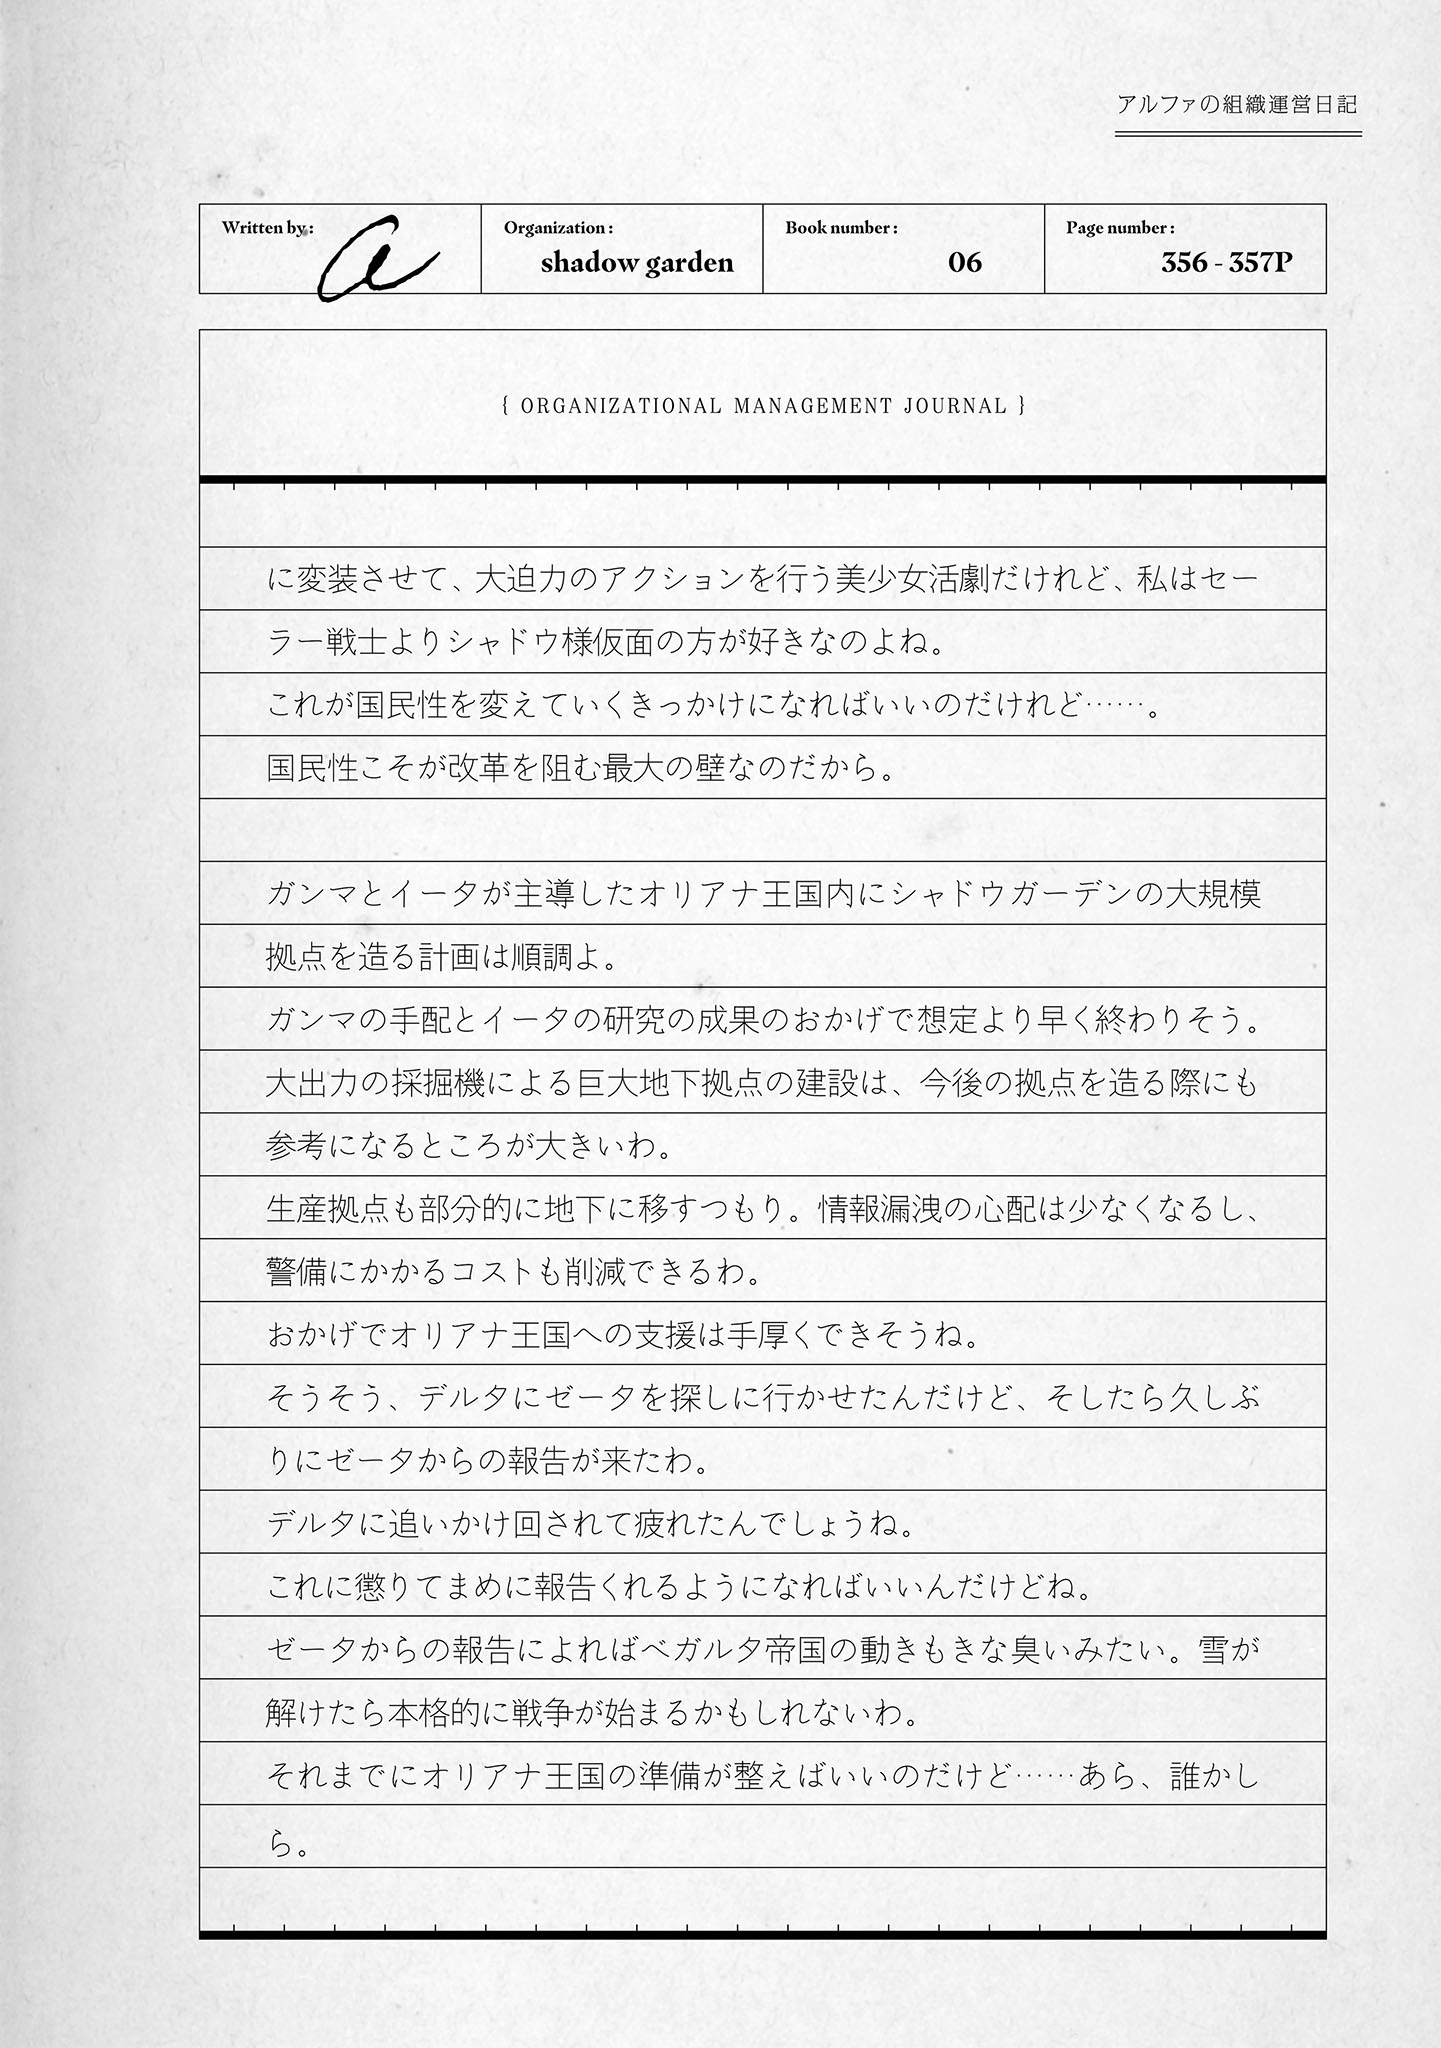 アルファの組織運営日記
Written by :
a
Organization :
shadow garden
Book number :
06
Page number :
356 - 357P
{ ORGANIZATIONAL MANAGEMENT JOURNAL }
に変装させて、大迫力のアクションを行う美少女活劇だけれど、私はセー
ラー戦士よりシャドウ様仮面の方が好きなのよね。
これが国民性を変えていくきっかけになればいいのだけれど……。
国民性こそが改革を阻む最大の壁なのだから。
ガンマとイータが主導したオリアナ王国内にシャドウガーデンの大規模
拠点を造る計画は順調よ。
ガンマの手配とイータの研究の成果のおかげで想定より早く終わりそう。
大出力の採掘機による巨大地下拠点の建設は、今後の拠点を造る際にも
参考になるところが大きいわ。
生産拠点も部分的に地下に移すつもり。情報漏洩の心配は少なくなるし、
警備にかかるコストも削減できるわ。
おかげでオリアナ王国への支援は手厚くできそうね。
そうそう、デルタにゼータを探しに行かせたんだけど、そしたら久しぶ
りにゼータからの報告が来たわ。
デルタに追いかけ回されて疲れたんでしょうね。
これに懲りてまめに報告くれるようになればいいんだけどね。
ゼータからの報告によればベガルタ帝国の動きもきな臭いみたい。雪が
解けたら本格的に戦争が始まるかもしれないわ。
それまでにオリアナ王国の準備が整えばいいのだけど……あら、誰かし
ら。